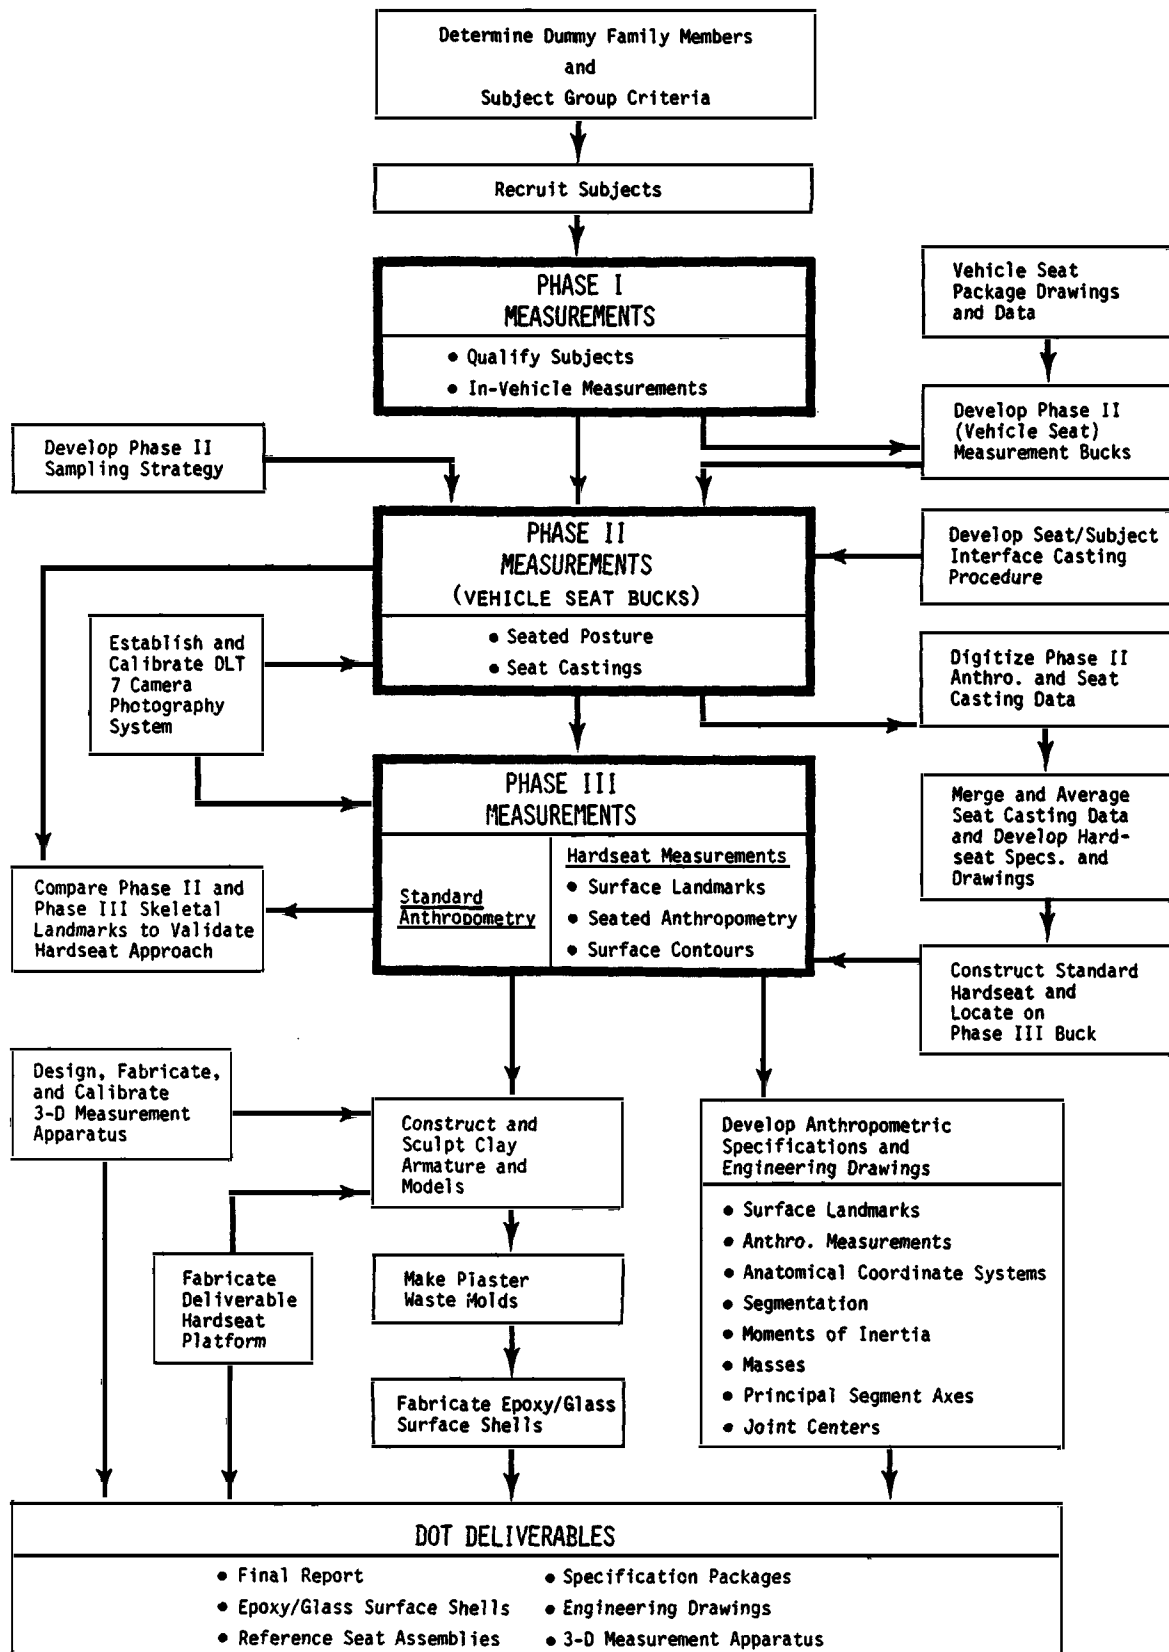 Determine Dummy Family Members
and
Subject Group Criteria
Recruit Subjects
PHASE I
MEASUREMENTS
• Qualify Subjects
• In-Vehicle Measurements
Vehicle Seat
Package Drawings
and Data
Develop Phase II
(Vehicle Seat)
Measurement Bucks
Develop Phase II
Sampling Strategy
PHASE II
MEASUREMENTS
(VEHICLE SEAT BUCKS)
• Seated Posture
• Seat Castings
Develop Seat/Subject
Interface Casting
Procedure
Establish and
Calibrate DLT
7 Camera
Photography
System
Digitize Phase II
Anthro. and Seat
Casting Data
PHASE III
MEASUREMENTS
Standard
Anthropometry
Hardseat Measurements
• Surface Landmarks
• Seated Anthropometry
• Surface Contours
Merge and Average
Seat Casting Data
and Develop Hard-
seat Specs. and
Drawings
Compare Phase II and
Phase III Skeletal
Landmarks to Validate
Hardseat Approach
Construct Standard
Hardseat and
Locate on
Phase III Buck
Design, Fabricate,
and Calibrate
3-D Measurement
Apparatus
Construct and
Sculpt Clay
Armature and
Models
Develop Anthropometric
Specifications and
Engineering Drawings
• Surface Landmarks
• Anthro. Measurements
• Anatomical Coordinate Systems
• Segmentation
• Moments of Inertia
• Masses
• Principal Segment Axes
• Joint Centers
Fabricate
Deliverable
Hardseat
Platform
Make Plaster
Waste Molds
Fabricate Epoxy/Glass
Surface Shells
DOT DELIVERABLES
• Final Report
• Epoxy/Glass Surface Shells
• Reference Seat Assemblies
• Specification Packages
• Engineering Drawings
• 3-D Measurement Apparatus